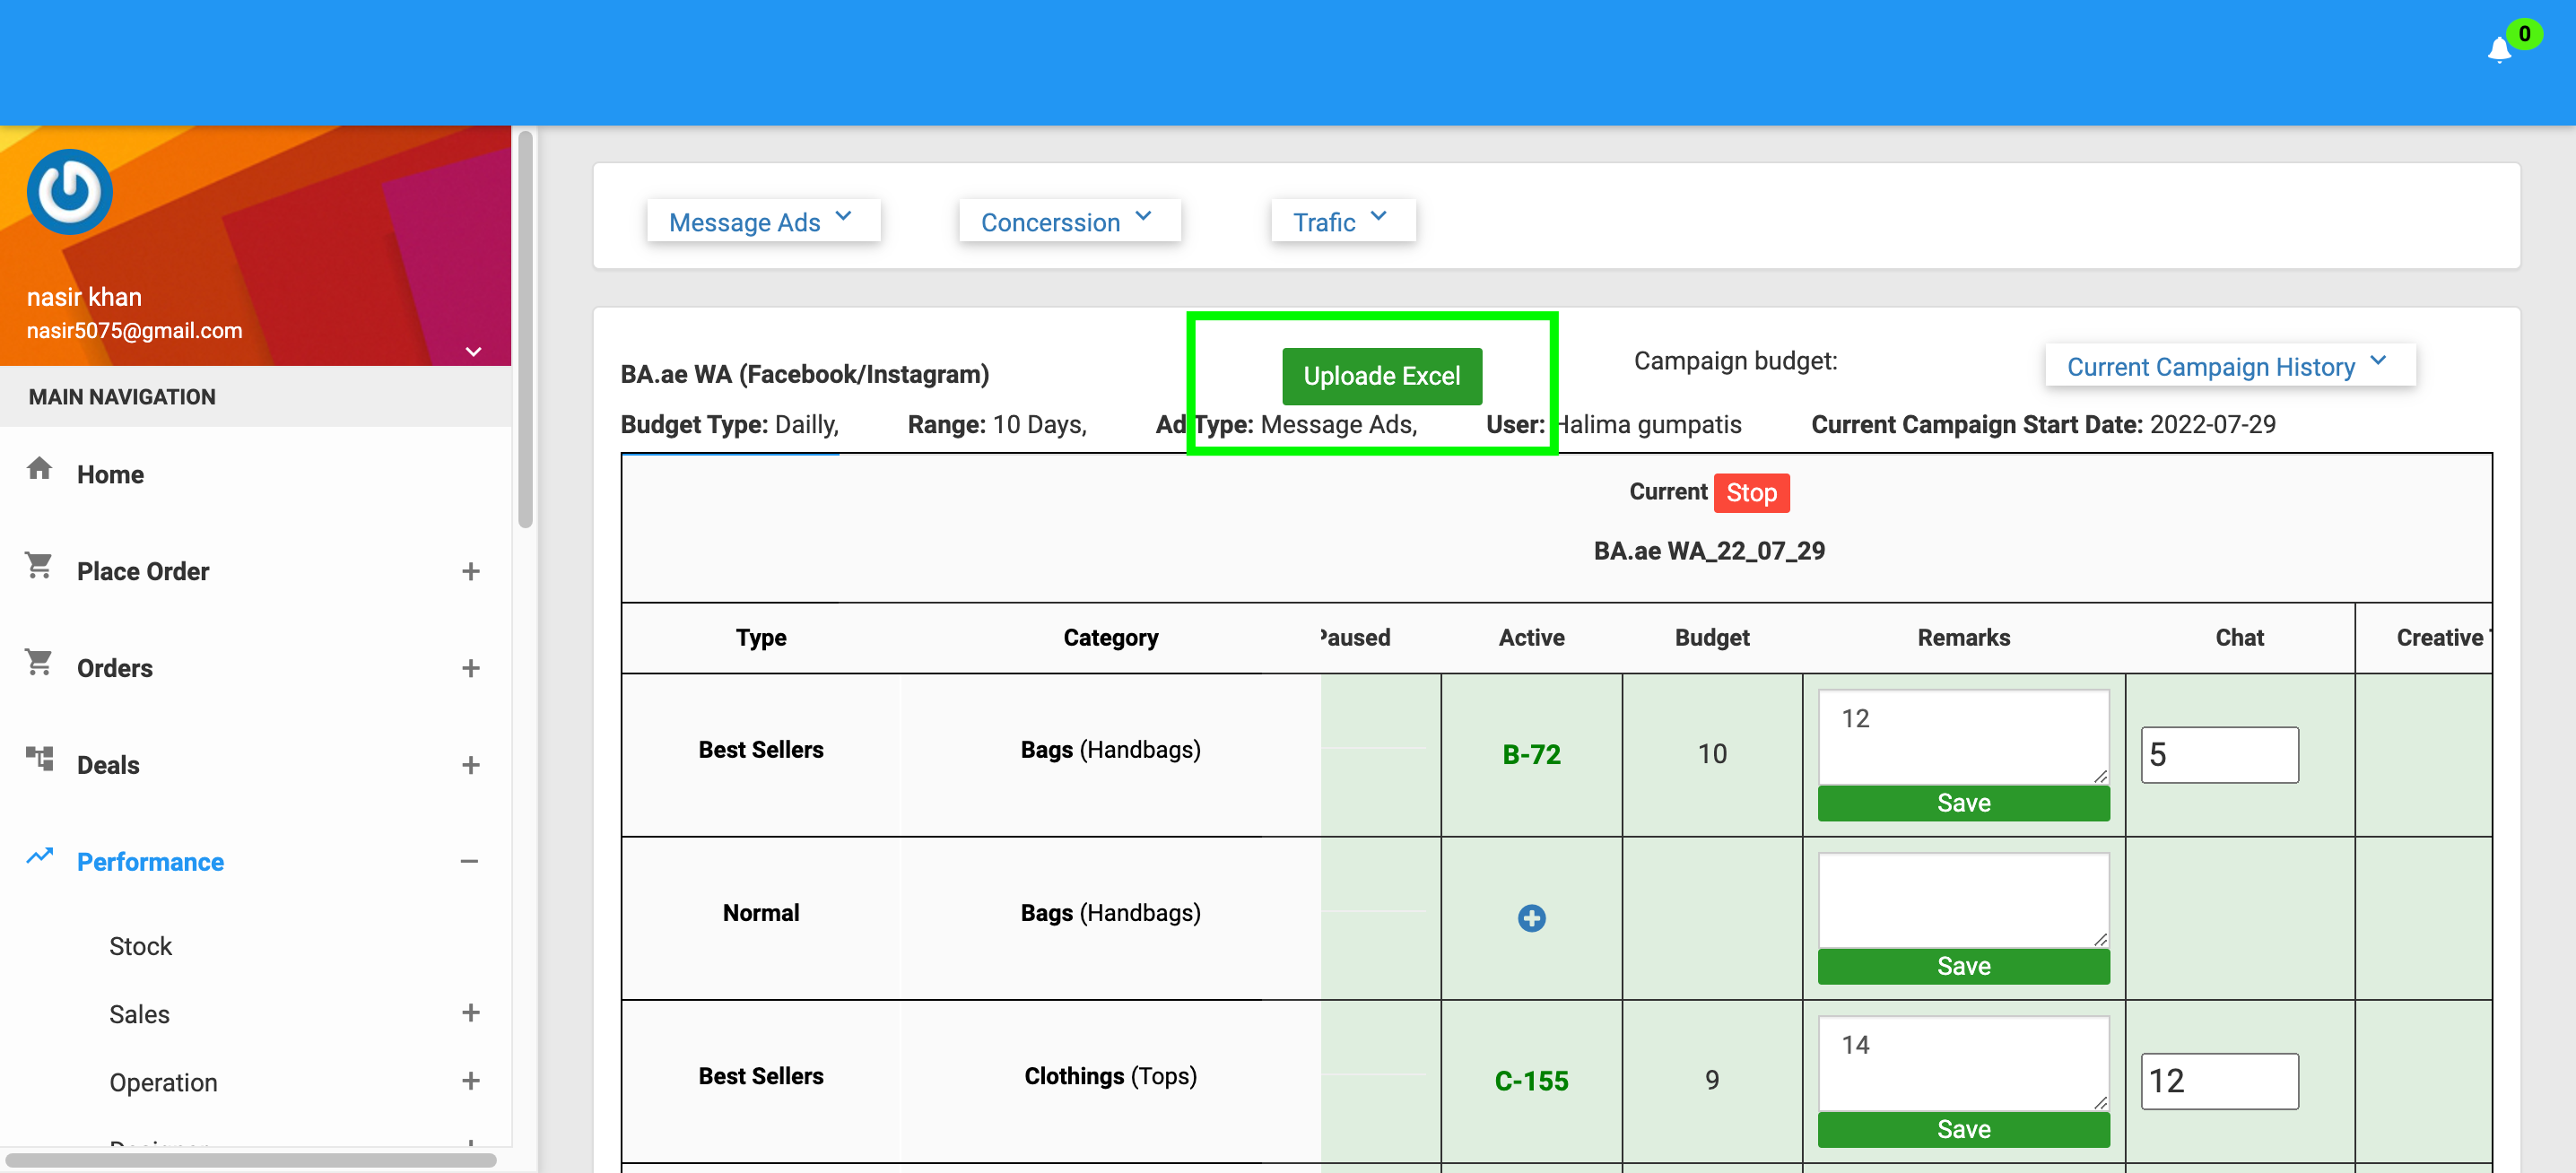 0
nasir khan
nasir5075@gmail.com
MAIN NAVIGATION
Home
Place Order
Orders
Deals
Performance
Stock
Sales
Operation
Message Ads
Concerssion
Trafic
BA.ae WA (Facebook/Instagram)
Uploade Excel
Campaign budget:
Current Campaign History
Budget Type: Dailly, Range: 10 Days, Ad Type: Message Ads, User: Halima gumpatis Current Campaign Start Date: 2022-07-29
Current Stop
BA.ae WA_22_07_29
Type Category Paused Active Budget Remarks Chat Creative
Best Sellers Bags (Handbags) B-72 10 12 5
Save
Normal Bags (Handbags)
Save
Best Sellers Clothings (Tops) C-155 9 14 12
Save